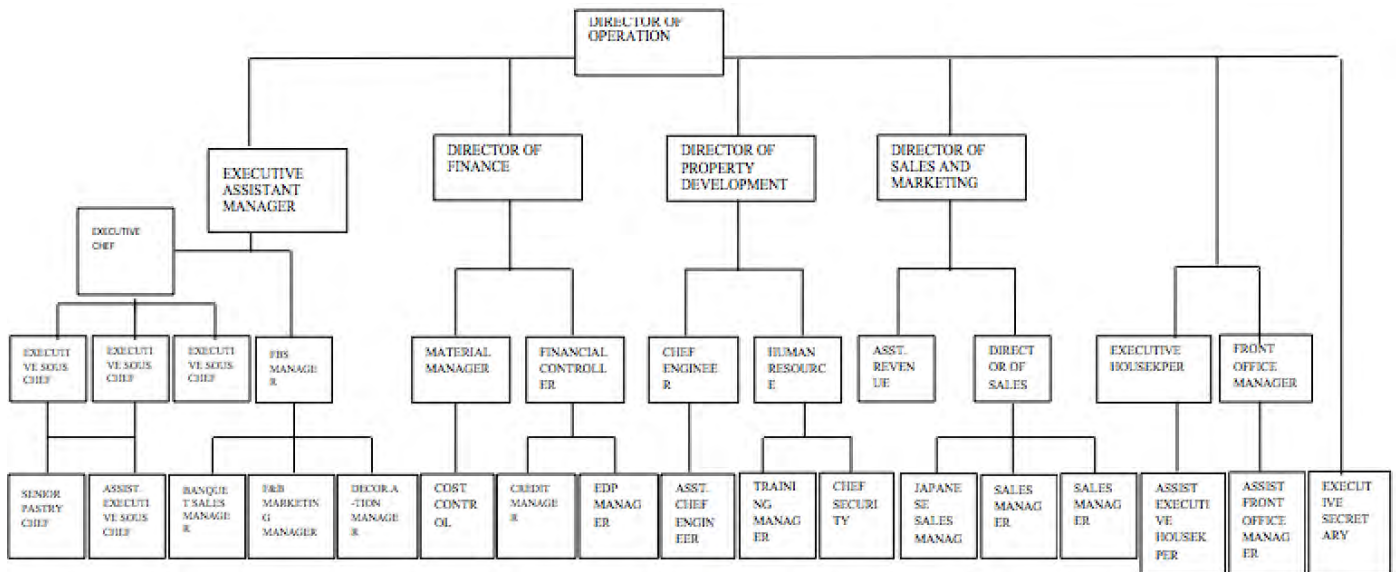 DIRECTOR OF
OPERATION
EXECUTIVE
ASSISTANT
MANAGER
DIRECTOR OF
FINANCE
DIRECTOR OF
PROPERTY
DEVELOPMENT
DIRECTOR OF
SALES AND
MARKETING
EXECUTIVE
CHEF
EXECUTI
VE SOUS
CHEF
EXECUTI
VE SOUS
CHEF
EXECUTI
VE SOUS
CHEF
FBS
MANAGE
R
MATERIAL
MANAGER
FINANCIAL
CONTROLL
ER
CHEF
ENGINEE
R
HUMAN
RESOURC
E
ASST.
REVEN
UE
DIRECT
OR OF
SALES
EXECUTIVE
HOUSEKPER
FRONT
OFFICE
MANAGER
SENIOR
PASTRY
CHEF
ASSIST.
EXECUTI
VE SOUS
CHEF
BANQUE
T SALES
MANAGE
R
F&B
MARKETIN
G
MANAGER
DECOR.A
-TION
MANAGE
R
COST
CONTR
OL
CREDIT
MANAGE
R
EDP
MANAG
ER
ASST.
CHEF
ENGIN
EER
TRAINI
NG
MANAG
ER
CHEF
SECURI
TY
JAPANE
SE
SALES
MANAG
SALES
MANAG
ER
SALES
MANAG
ER
ASSIST
EXECUTI
VE
HOUSEK
PER
ASSIST
FRONT
OFFICE
MANAG
ER
EXECUT
IVE
SECRET
ARY